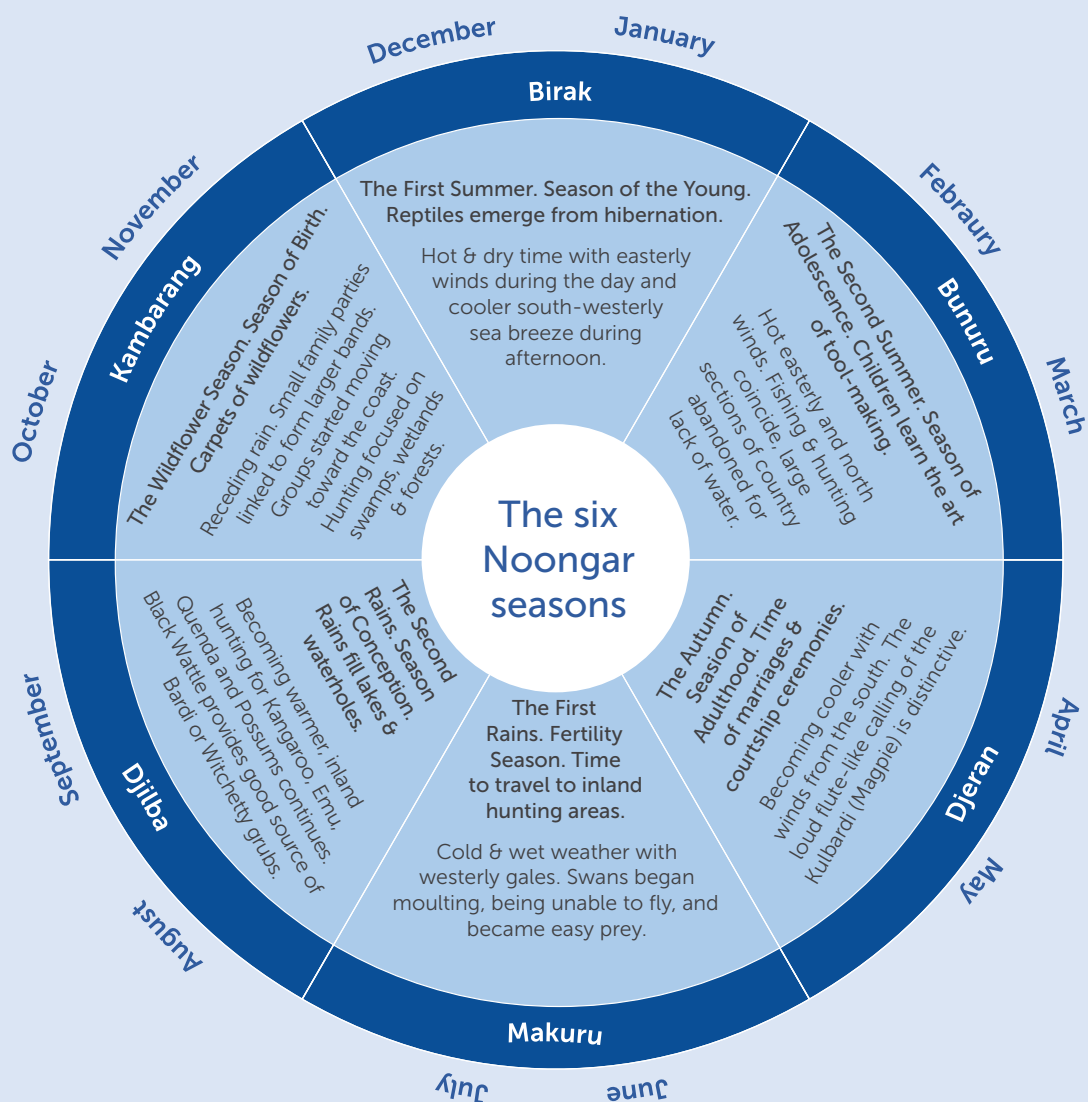 December
January
Birak
The First Summer. Season of the Young.
Reptiles emerge from hibernation.
Hot & dry time with easterly
winds during the day and
cooler south-westerly
sea breeze during
afternoon.
Febraury
March
Bunuru
The Second Summer. Season of
Adolescence. Children learn the art
of tool-making.
Hot easterly and north
winds. Fishing & hunting
coincide, large
sections of country
abandoned for
lack of water.
April
May
Djeran
The Autumn.
Season of
Adulthood. Time
of marriages &
courtship ceremonies.
Becoming cooler with
winds from the south. The
loud flute-like calling of the
Kulbardi (Magpie) is distinctive.
June
July
Makuru
The First
Rains. Fertility
Season. Time
to travel to inland
hunting areas.
Cold & wet weather with
westerly gales. Swans began
moulting, being unable to fly, and
became easy prey.
August
September
Djilba
The Second
Rains. Season
of Conception.
Rains fill lakes &
waterholes.
Becoming warmer, inland
hunting for Kangaroo, Emu,
Quenda and Possums continues.
Black Wattle provides good source of
Bardi or Witchetty grubs.
October
November
Kambarang
The Wildflower Season. Season of Birth.
Carpets of wildflowers.
Receding rain. Small family parties
linked to form larger bands.
Groups started moving
toward the coast.
Hunting focused on
swamps, wetlands
& forests.
The six
Noongar
seasons